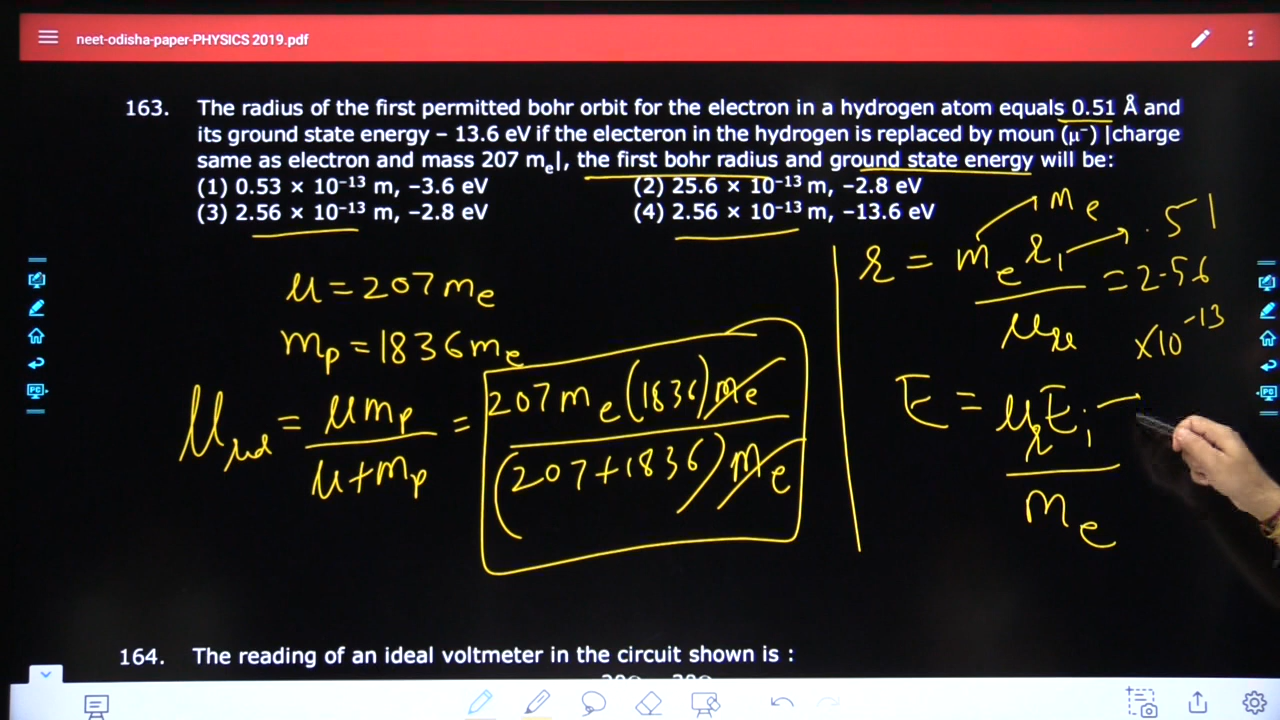 neet-odisha-paper-PHYSICS 2019.pdf
163. The radius of the first permitted bohr orbit for the electron in a hydrogen atom equals 0.51 Å and
its ground state energy – 13.6 eV if the electeron in the hydrogen is replaced by moun (μ⁻) |charge
same as electron and mass 207 mₑ|, the first bohr radius and ground state energy will be:
(1) 0.53 × 10⁻¹³ m, –3.6 eV (2) 25.6 × 10⁻¹³ m, –2.8 eV
(3) 2.56 × 10⁻¹³ m, –2.8 eV (4) 2.56 × 10⁻¹³ m, –13.6 eV
μ = 207 mₑ
mₚ = 1836 mₑ
μ_red = μmₚ / (μ + mₚ) = 207 mₑ (1836) mₑ / (207 + 1836) mₑ
mₑ
.51
r = mₑ r₁ / μ = 2.56
×10⁻¹³
E = μᵣ E₁ / mₑ
164. The reading of an ideal voltmeter in the circuit shown is :